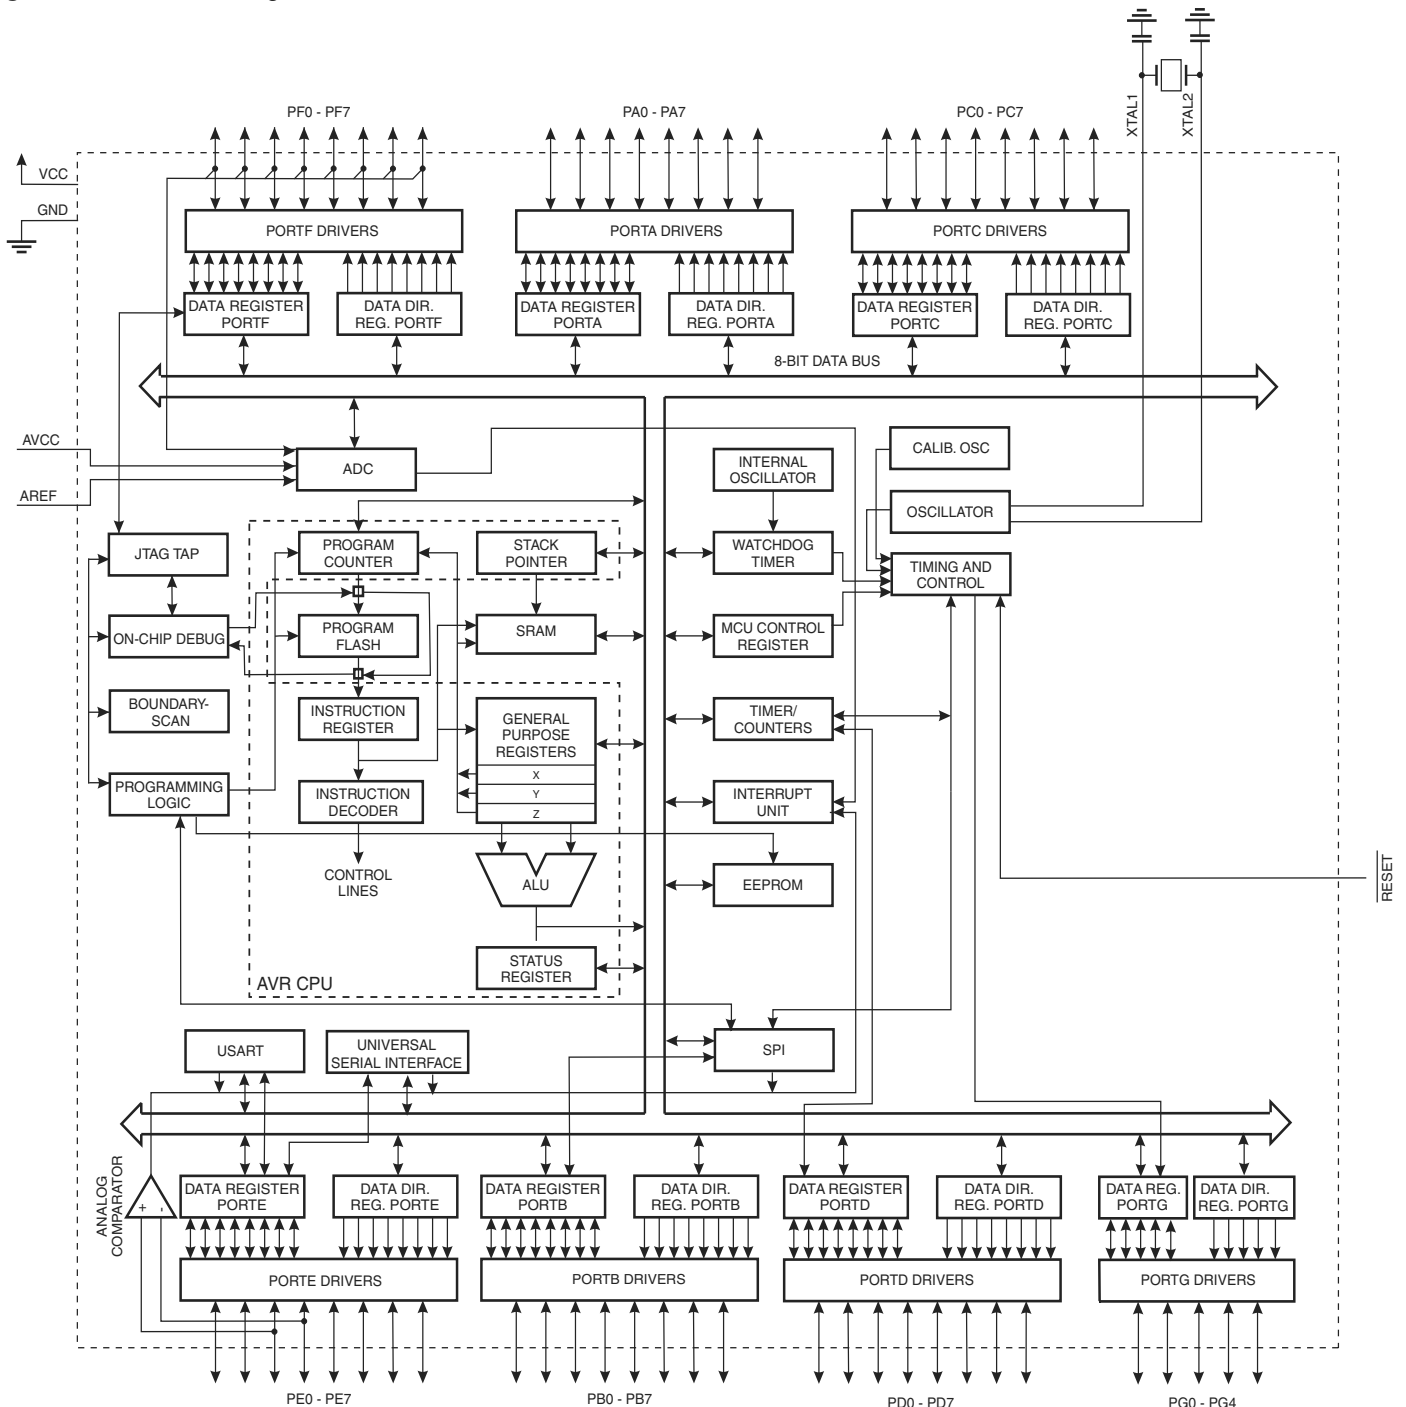 PF0 - PF7
PA0 - PA7
PC0 - PC7
XTAL1
XTAL2
VCC
GND
PORTF DRIVERS
PORTA DRIVERS
PORTC DRIVERS
DATA REGISTER
PORTF
DATA DIR.
REG. PORTF
DATA REGISTER
PORTA
DATA DIR.
REG. PORTA
DATA REGISTER
PORTC
DATA DIR.
REG. PORTC
8-BIT DATA BUS
AVCC
AREF
ADC
INTERNAL
OSCILLATOR
CALIB. OSC
OSCILLATOR
JTAG TAP
PROGRAM
COUNTER
STACK
POINTER
WATCHDOG
TIMER
TIMING AND
CONTROL
ON-CHIP DEBUG
PROGRAM
FLASH
SRAM
MCU CONTROL
REGISTER
BOUNDARY-
SCAN
INSTRUCTION
REGISTER
GENERAL
PURPOSE
REGISTERS
X
Y
Z
TIMER/
COUNTERS
PROGRAMMING
LOGIC
INSTRUCTION
DECODER
INTERRUPT
UNIT
CONTROL
LINES
ALU
EEPROM
RESET
STATUS
REGISTER
AVR CPU
USART
UNIVERSAL
SERIAL INTERFACE
SPI
ANALOG
COMPARATOR
+ -
DATA REGISTER
PORTE
DATA DIR.
REG. PORTE
DATA REGISTER
PORTB
DATA DIR.
REG. PORTB
DATA REGISTER
PORTD
DATA DIR.
REG. PORTD
DATA REG.
PORTG
DATA DIR.
REG. PORTG
PORTE DRIVERS
PORTB DRIVERS
PORTD DRIVERS
PORTG DRIVERS
PE0 - PE7
PB0 - PB7
PD0 - PD7
PG0 - PG4